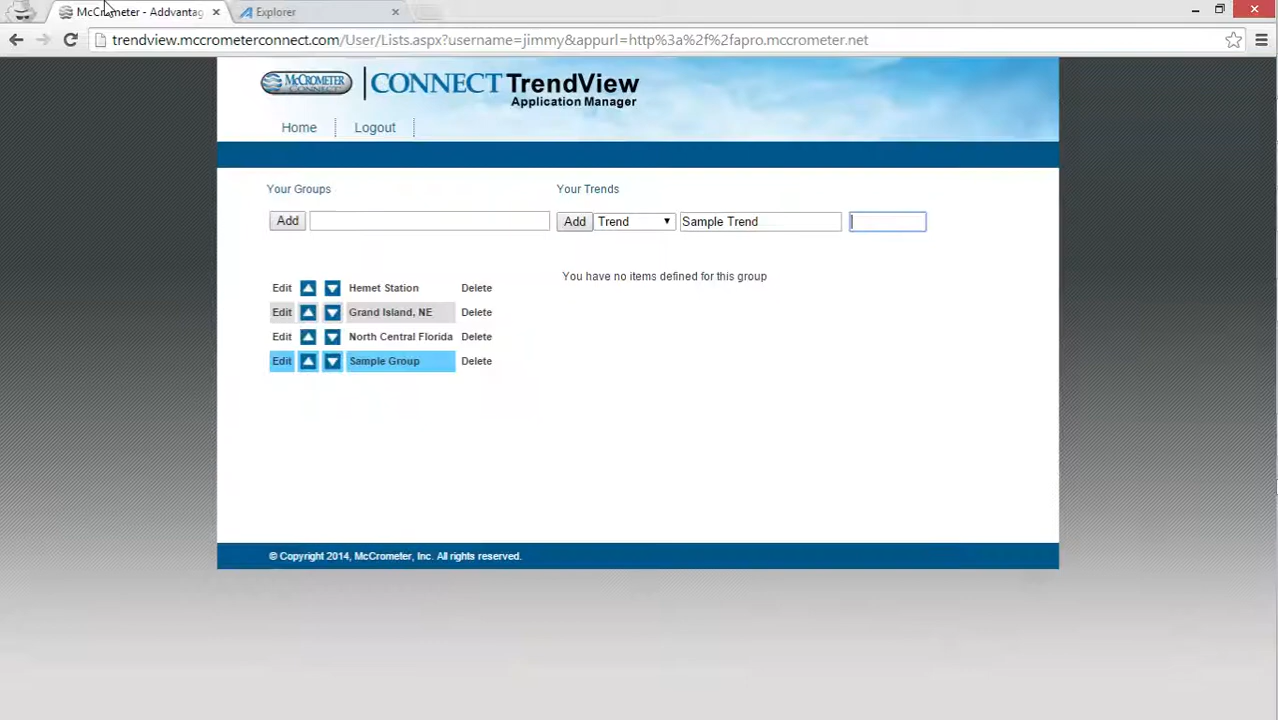 McCrometer - Addvantag
Explorer
trendview.mccrometerconnect.com/User/Lists.aspx?username=jimmy&appurl=http%3a%2f%2fapro.mccrometer.net
McCROMETER CONNECT
CONNECT TrendView
Application Manager
Home Logout
Your Groups Your Trends
Add Add Trend Sample Trend
You have no items defined for this group
Edit Hemet Station Delete
Edit Grand Island, NE Delete
Edit North Central Florida Delete
Edit Sample Group Delete
© Copyright 2014, McCrometer, Inc. All rights reserved.